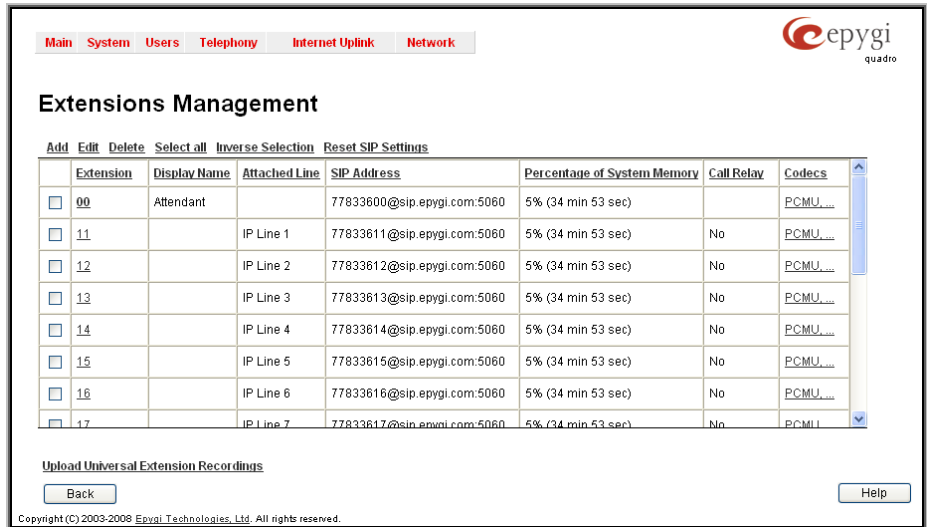 Main System Users Telephony Internet Uplink Network
epygi
quadro
Extensions Management
Add Edit Delete Select all Inverse Selection Reset SIP Settings
Extension Display Name Attached Line SIP Address Percentage of System Memory Call Relay Codecs
00 Attendant 77833600@sip.epygi.com:5060 5% (34 min 53 sec) PCMU, ...
11 IP Line 1 77833611@sip.epygi.com:5060 5% (34 min 53 sec) No PCMU, ...
12 IP Line 2 77833612@sip.epygi.com:5060 5% (34 min 53 sec) No PCMU, ...
13 IP Line 3 77833613@sip.epygi.com:5060 5% (34 min 53 sec) No PCMU, ...
14 IP Line 4 77833614@sip.epygi.com:5060 5% (34 min 53 sec) No PCMU, ...
15 IP Line 5 77833615@sip.epygi.com:5060 5% (34 min 53 sec) No PCMU, ...
16 IP Line 6 77833616@sip.epygi.com:5060 5% (34 min 53 sec) No PCMU, ...
17 IP Line 7 77833617@sip.epygi.com:5060 5% (34 min 53 sec) No PCMU
Upload Universal Extension Recordings
Back Help
Copyright (C) 2003-2008 Epygi Technologies, Ltd. All rights reserved.